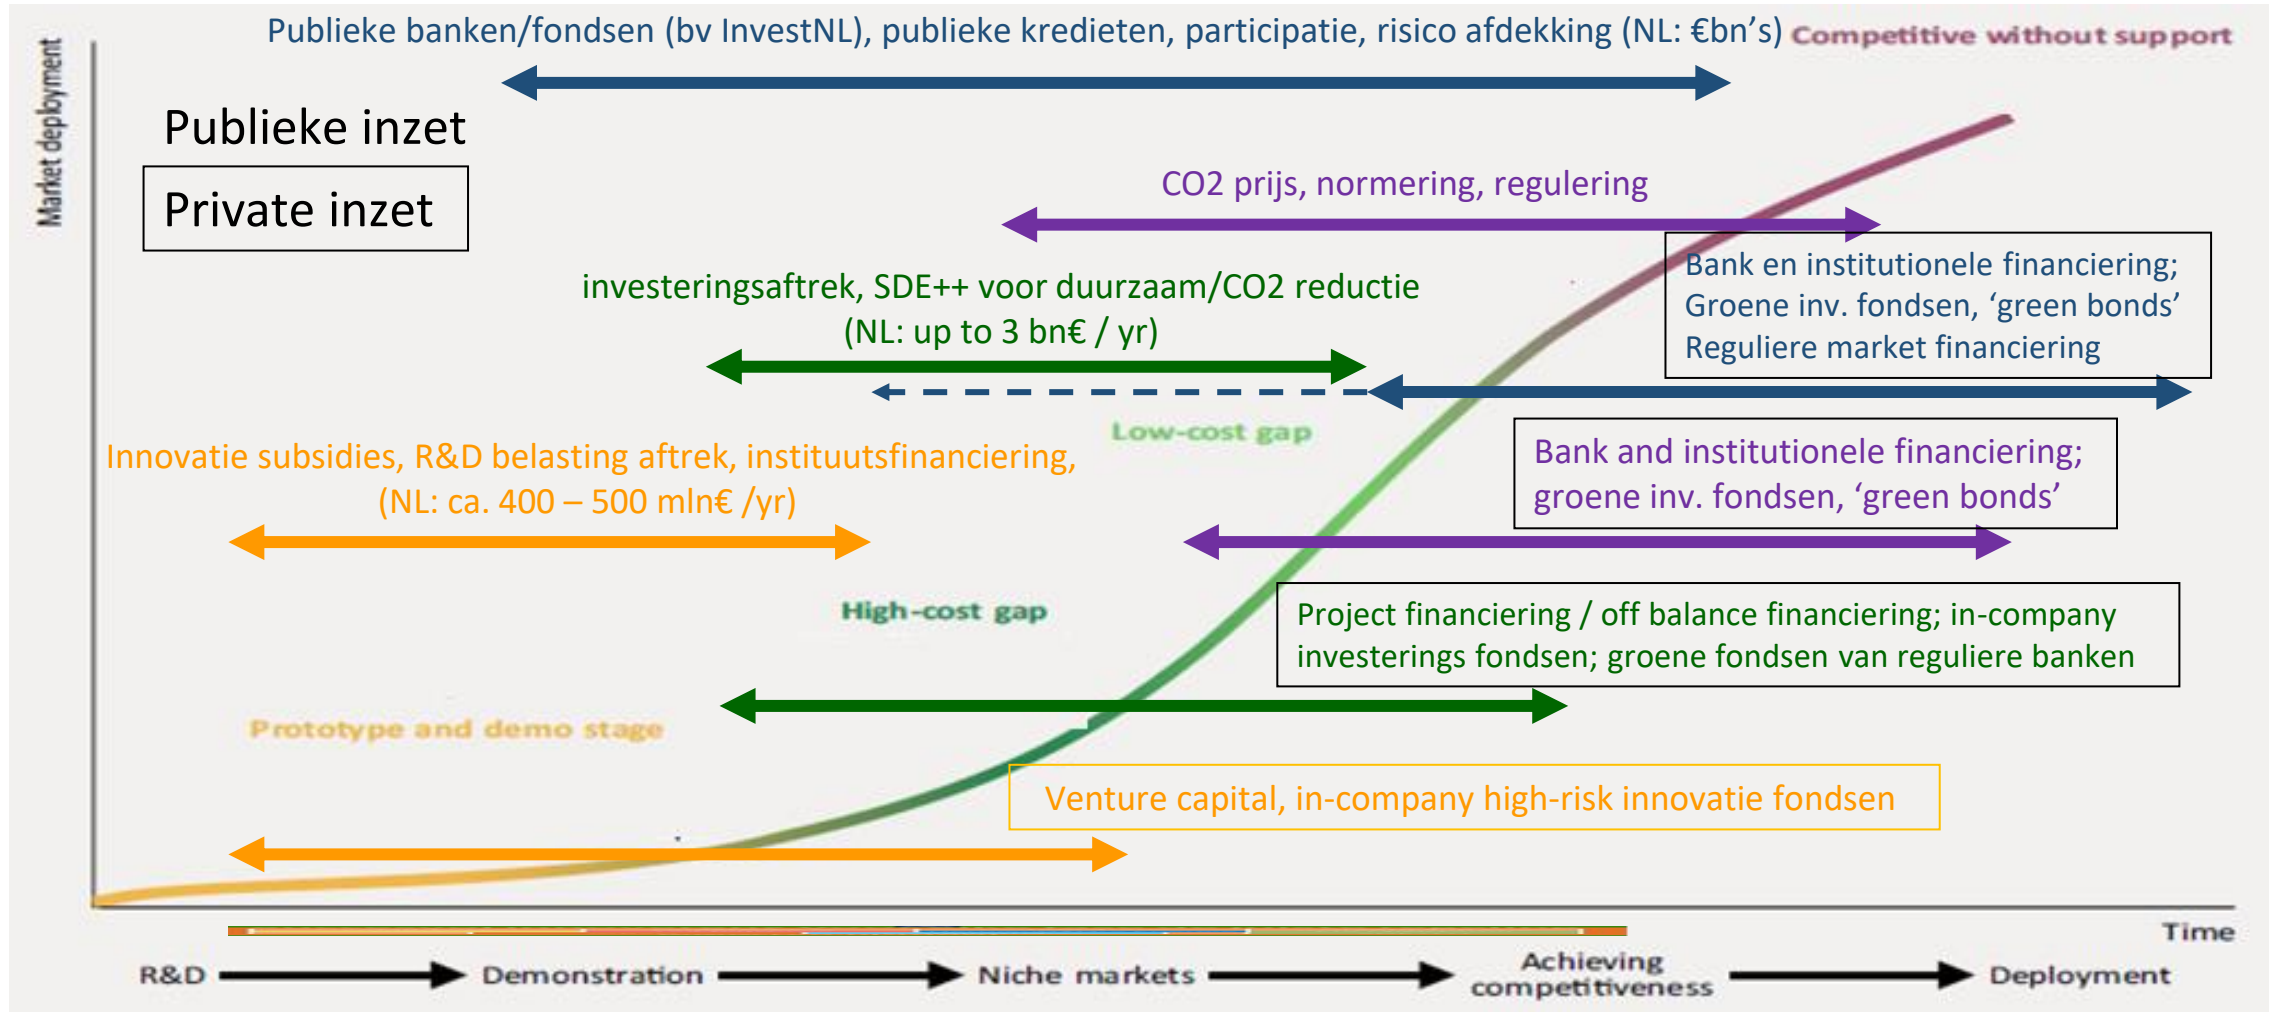 Publieke banken/fondsen (bv InvestNL), publieke kredieten, participatie, risico afdekking (NL: €bn’s)
Competitive without support
Market deployment
Publieke inzet
Private inzet
CO2 prijs, normering, regulering
Bank en institutionele financiering;
Groene inv. fondsen, ‘green bonds’
Reguliere market financiering
investeringsaftrek, SDE++ voor duurzaam/CO2 reductie
(NL: up to 3 bn€ / yr)
Low-cost gap
Bank and institutionele financiering;
groene inv. fondsen, ‘green bonds’
Innovatie subsidies, R&D belasting aftrek, instituutsfinanciering,
(NL: ca. 400 – 500 mln€ /yr)
High-cost gap
Project financiering / off balance financiering; in-company
investerings fondsen; groene fondsen van reguliere banken
Prototype and demo stage
Venture capital, in-company high-risk innovatie fondsen
Time
R&D
Demonstration
Niche markets
Achieving
competitiveness
Deployment